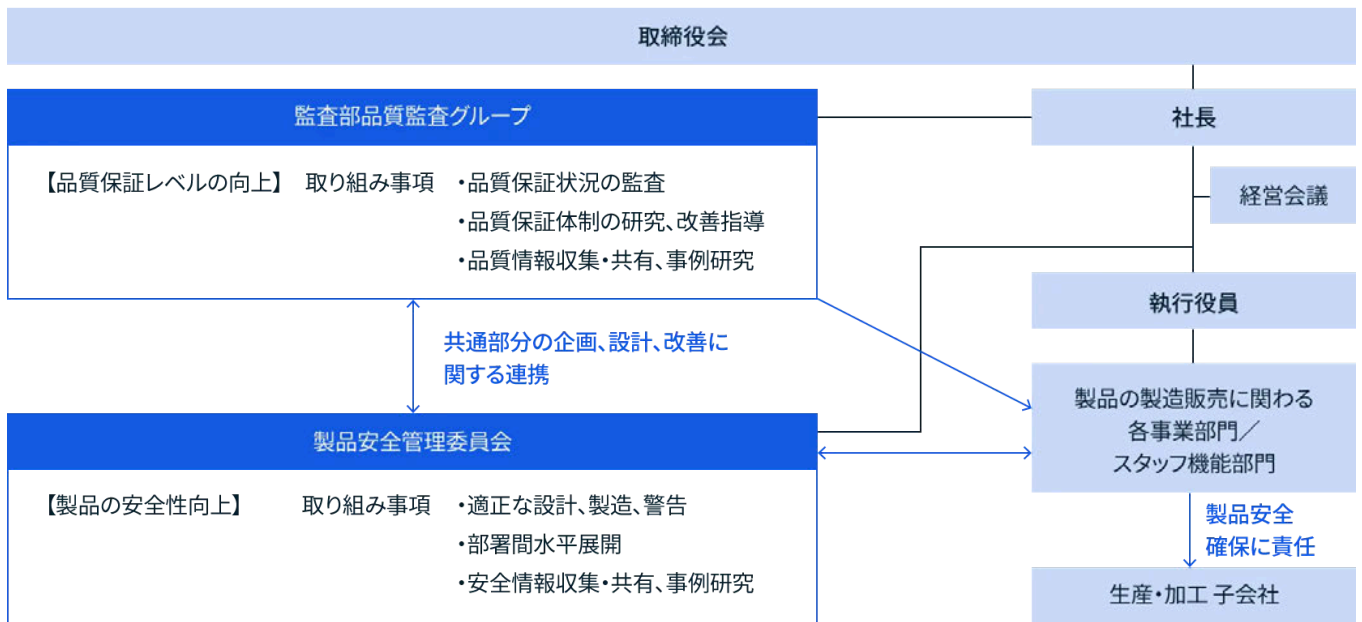 取締役会
監査部品質監査グループ
【品質保証レベルの向上】 取り組み事項 ・品質保証状況の監査
・品質保証体制の研究、改善指導
・品質情報収集・共有、事例研究
社長
経営会議
執行役員
共通部分の企画、設計、改善に
関する連携
製品の製造販売に関わる
各事業部門／
スタッフ機能部門
製品安全管理委員会
【製品の安全性向上】 取り組み事項 ・適正な設計、製造、警告
・部署間水平展開
・安全情報収集・共有、事例研究
製品安全
確保に責任
生産・加工 子会社